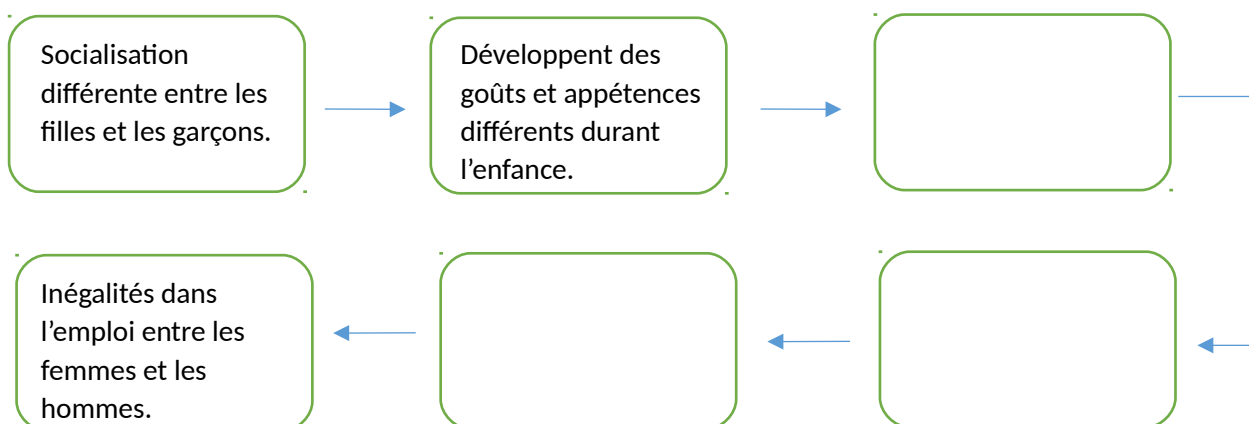 Socialisation
différente entre les
filles et les garçons.
Développent des
goûts et appétences
différents durant
l’enfance.
Inégalités dans
l’emploi entre les
femmes et les
hommes.